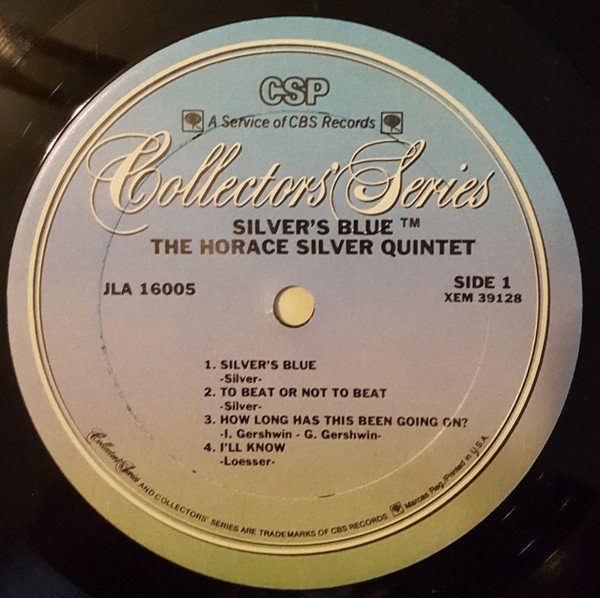 CSP
A Service of CBS Records
Collectors' Series
SILVER'S BLUE ™
THE HORACE SILVER QUINTET
JLA 16005
SIDE 1
XEM 39128
1. SILVER'S BLUE
-Silver-
2. TO BEAT OR NOT TO BEAT
-Silver-
3. HOW LONG HAS THIS BEEN GOING ON?
-I. Gershwin - G. Gershwin-
4. I'LL KNOW
-Loesser-
Collectors' Series AND COLLECTORS' SERIES ARE TRADEMARKS OF CBS RECORDS Marcas Reg./Printed in U.S.A.